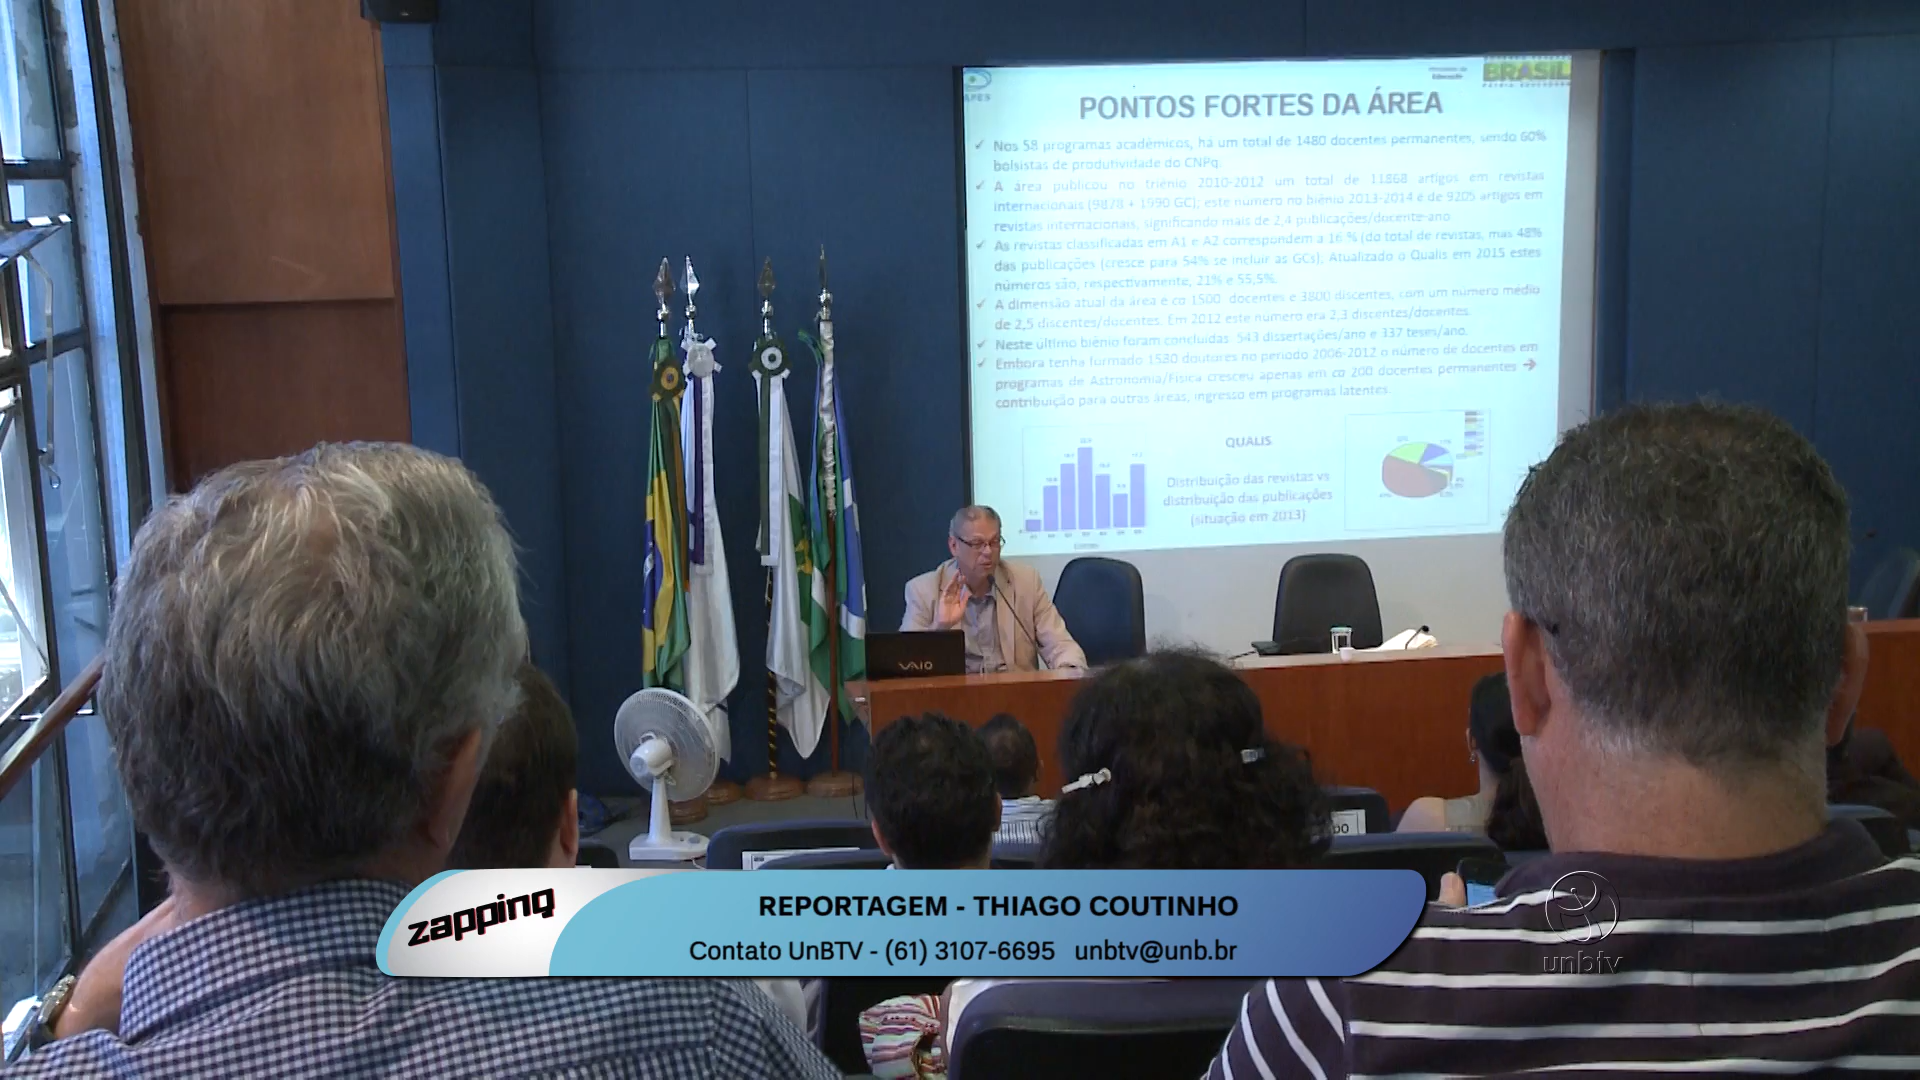 Ministério da
Educação
BRASIL
PÁTRIA EDUCADORA
PONTOS FORTES DA ÁREA
✓ Nos 58 programas acadêmicos, há um total de 1480 docentes permanentes, sendo 60%
bolsistas de produtividade do CNPq.
✓ A área publicou no triênio 2010-2012 um total de 11868 artigos em revistas
internacionais (9878 + 1990 GC); este número no biênio 2013-2014 é de 9205 artigos em
revistas internacionais, significando mais de 2,4 publicações/docente-ano
✓ As revistas classificadas em A1 e A2 correspondem a 16 % (do total de revistas, mas 48%
das publicações (cresce para 54% se incluir as GCs). Atualizado o Qualis em 2015 estes
números são, respectivamente, 21% e 55,5%.
✓ A dimensão atual da área é ca 1500 docentes e 3800 discentes, com um número médio
de 2,5 discentes/docentes. Em 2012 este número era 2,3 discentes/docentes.
✓ Neste último biênio foram concluídas 543 dissertações/ano e 337 teses/ano.
✓ Embora tenha formado 1530 doutores no período 2006-2012 o número de docentes em
programas de Astronomia/Física cresceu apenas em ca 200 docentes permanentes →
contribuição para outras áreas, ingresso em programas latentes.
QUALIS
Distribuição das revistas vs
distribuição das publicações
(situação em 2013)
VAIO
zapping
REPORTAGEM - THIAGO COUTINHO
Contato UnBTV - (61) 3107-6695 unbtv@unb.br
unbtv